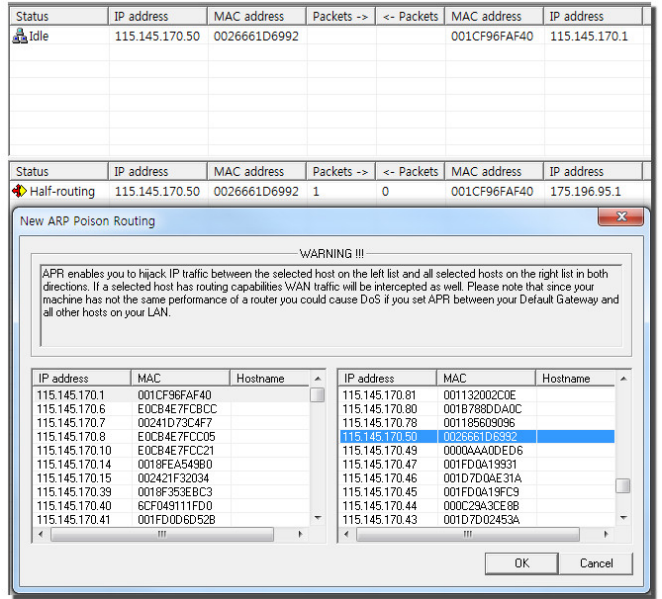 Status IP address MAC address Packets -> <- Packets MAC address IP address
Idle 115.145.170.50 0026661D6992 001CF96FAF40 115.145.170.1
Status IP address MAC address Packets -> <- Packets MAC address IP address
Half-routing 115.145.170.50 0026661D6992 1 0 001CF96FAF40 175.196.95.1
New ARP Poison Routing
WARNING !!!
APR enables you to hijack IP traffic between the selected host on the left list and all selected hosts on the right list in both
directions. If a selected host has routing capabilities WAN traffic will be intercepted as well. Please note that since your
machine has not the same performance of a router you could cause DoS if you set APR between your Default Gateway and
all other hosts on your LAN.
IP address MAC Hostname IP address MAC Hostname
115.145.170.1 001CF96FAF40 115.145.170.81 001132002C0E
115.145.170.6 E0CB4E7FCBCC 115.145.170.80 001B788DDA0C
115.145.170.7 00241D73C4F7 115.145.170.78 001185609096
115.145.170.8 E0CB4E7FCC05 115.145.170.50 0026661D6992
115.145.170.10 E0CB4E7FCC21 115.145.170.49 0000AAA0DED6
115.145.170.14 0018FEA549B0 115.145.170.47 001FD0A19931
115.145.170.15 002421F32034 115.145.170.46 001D7D0AE31A
115.145.170.39 0018F353EBC3 115.145.170.45 001FD0A19FC9
115.145.170.40 6CF049111FD0 115.145.170.44 000C29A3CE8B
115.145.170.41 001FD0D6D52B 115.145.170.43 001D7D02453A
OK Cancel